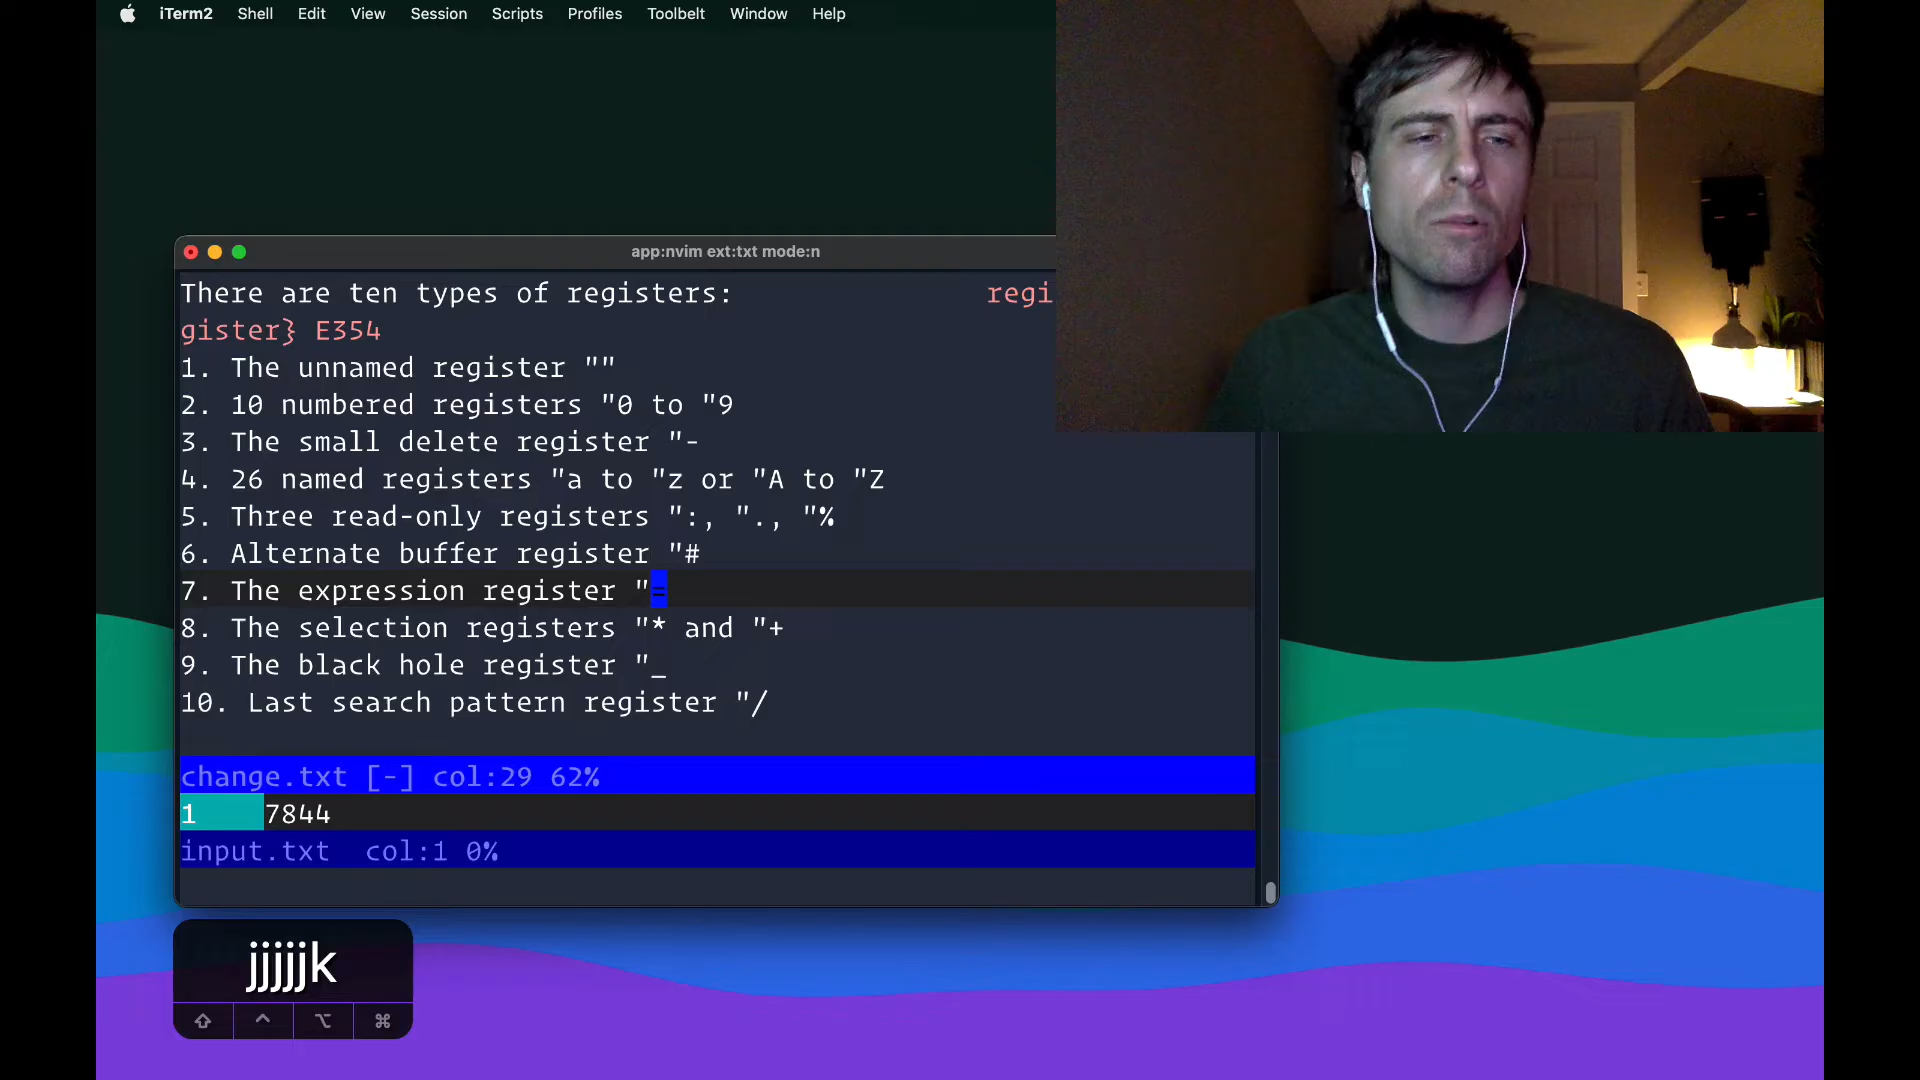 iTerm2 Shell Edit View Session Scripts Profiles Toolbelt Window Help
app:nvim ext:txt mode:n
There are ten types of registers: regi
gister} E354
1. The unnamed register ""
2. 10 numbered registers "0 to "9
3. The small delete register "-
4. 26 named registers "a to "z or "A to "Z
5. Three read-only registers ":, "., "%
6. Alternate buffer register "#
7. The expression register "=
8. The selection registers "* and "+
9. The black hole register "_
10. Last search pattern register "/
change.txt [-] col:29 62%
1 7844
input.txt col:1 0%
jjjjjk